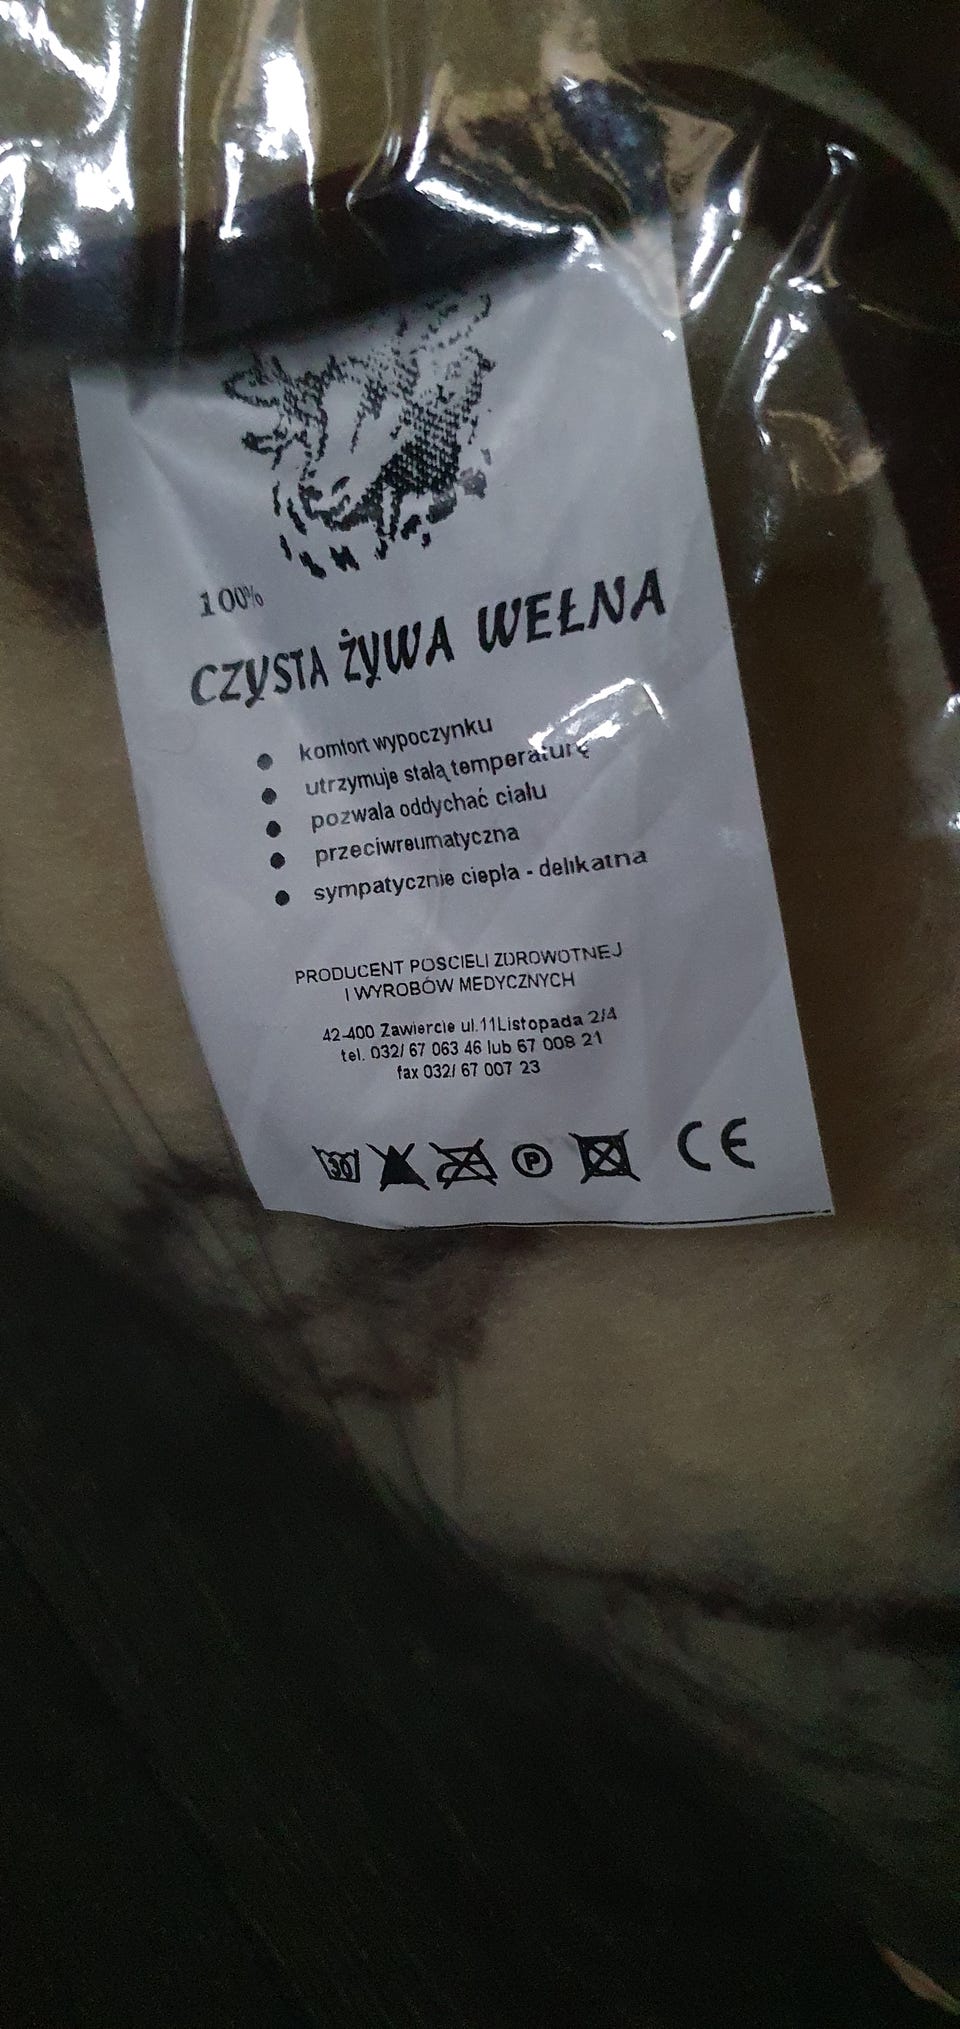 100%
CZYSTA ŻYWA WEŁNA
● komfort wypoczynku
● utrzymuje stałą temperaturę
● pozwala oddychać ciału
● przeciwreumatyczna
● sympatycznie ciepła - delikatna
PRODUCENT POŚCIELI ZDROWOTNEJ
I WYROBÓW MEDYCZNYCH
42-400 Zawiercie ul.11Listopada 2/4
tel. 032/ 67 063 46 lub 67 008 21
fax 032/ 67 007 23
30 P CE